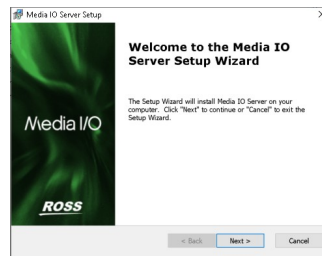 Media IO Server Setup
Welcome to the Media IO
Server Setup Wizard
The Setup Wizard will install Media IO Server on your
computer. Click "Next" to continue or "Cancel" to exit the
Setup Wizard.
Media I/O
ROSS
< Back Next > Cancel